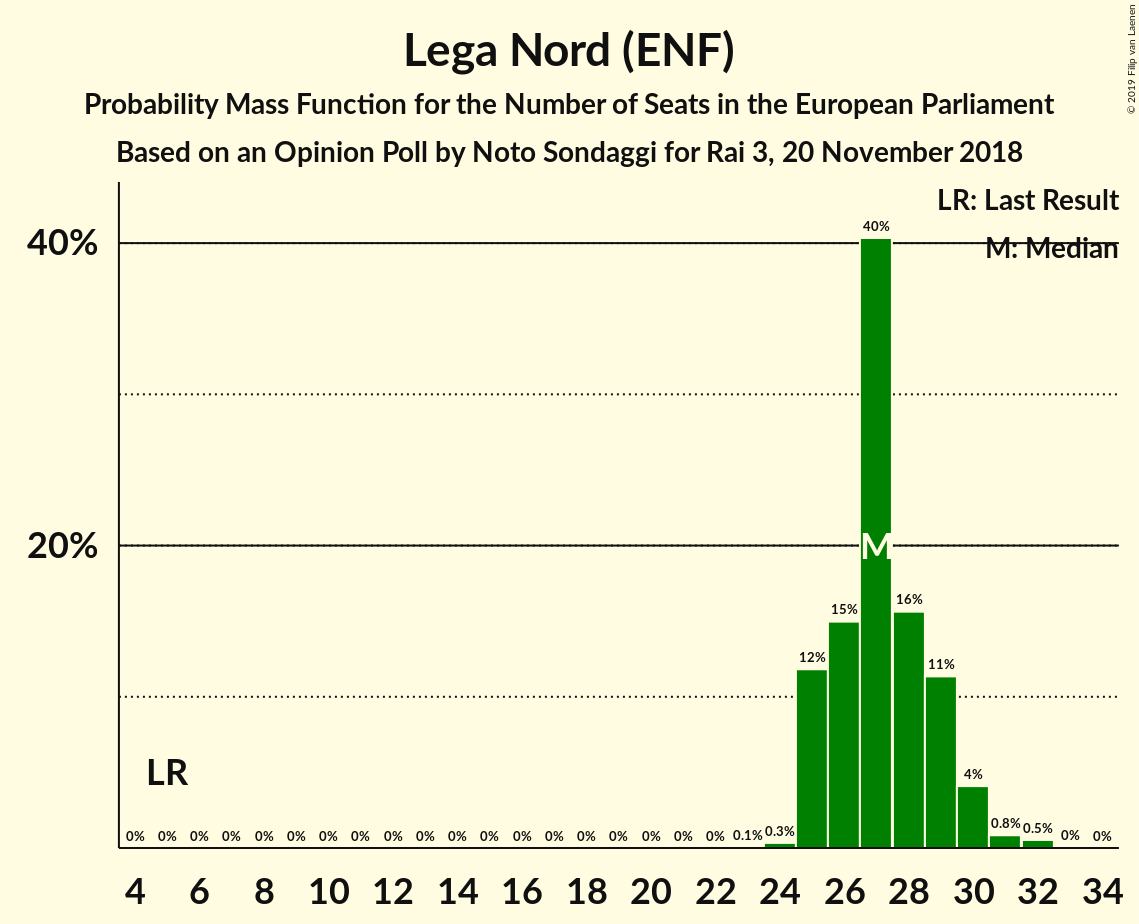 Lega Nord (ENF)
Probability Mass Function for the Number of Seats in the European Parliament
Based on an Opinion Poll by Noto Sondaggi for Rai 3, 20 November 2018
© 2019 Filip van Laenen
LR: Last Result
M: Median
40%
20%
LR
M
0% 0% 0% 0% 0% 0% 0% 0% 0% 0% 0% 0% 0% 0% 0% 0% 0% 0% 0% 0.1% 0.3% 12% 15% 40% 16% 11% 4% 0.8% 0.5% 0% 0%
4 6 8 10 12 14 16 18 20 22 24 26 28 30 32 34